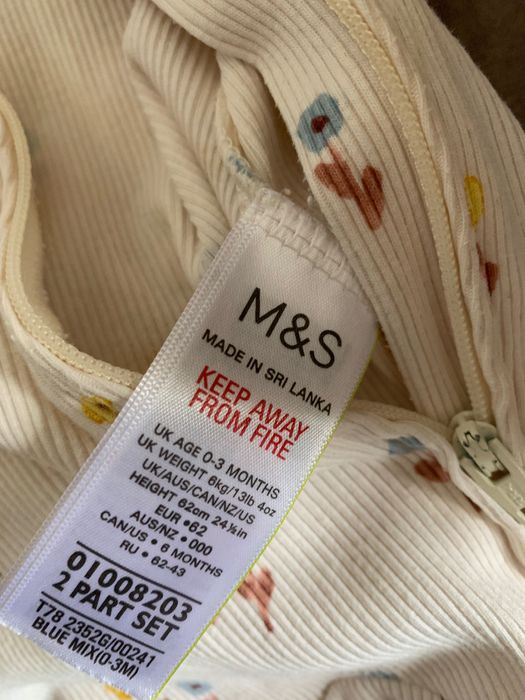 M&S
MADE IN SRI LANKA
KEEP AWAY
FROM FIRE
UK AGE 0-3 MONTHS
UK WEIGHT 6kg/13lb 4oz
UK/AUS/CAN/NZ/US
HEIGHT 62cm 24½in
EUR • 62
AUS/NZ • 000
CAN/US • 6 MONTHS
RU • 62-43
01008203
2 PART SET
T78 2352G/00241
BLUE MIX(0-3M)